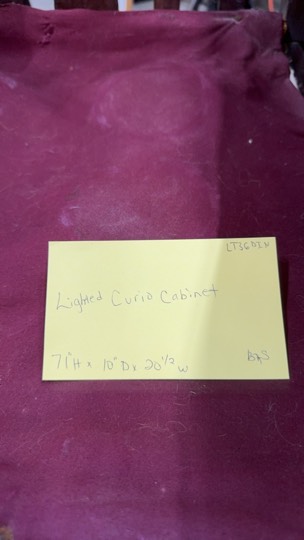 Lighted Curio Cabinet
71"H x 10"D x 20 1/2 W